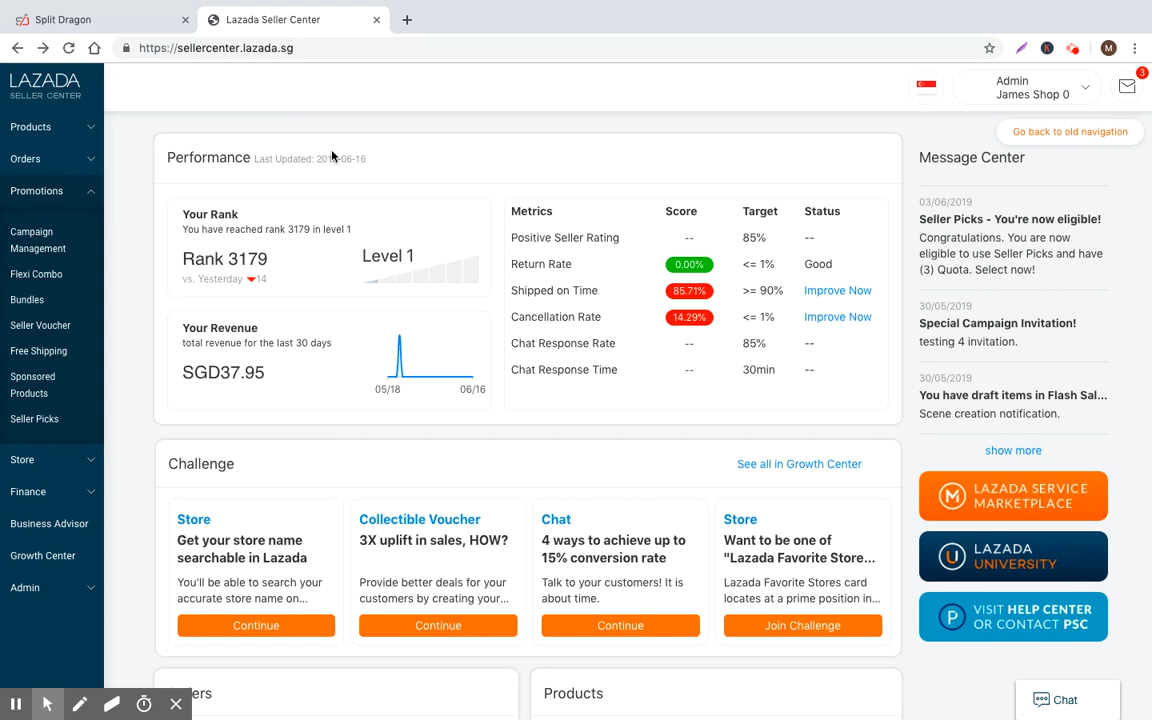 Split Dragon
Lazada Seller Center
https://sellercenter.lazada.sg
M
LAZADA
SELLER CENTER
Products
Orders
Promotions
Campaign
Management
Flexi Combo
Bundles
Seller Voucher
Free Shipping
Sponsored
Products
Seller Picks
Store
Finance
Business Advisor
Growth Center
Admin
Admin
James Shop 0
3
Go back to old navigation
Performance Last Updated:
Your Rank
You have reached rank 3179 in level 1
Rank 3179
vs. Yesterday 14
Level 1
Your Revenue
total revenue for the last 30 days
SGD37.95
05/18 06/16
Metrics Score Target Status
Positive Seller Rating -- 85% --
Return Rate 0.00% <= 1% Good
Shipped on Time 85.71% >= 90% Improve Now
Cancellation Rate 14.29% <= 1% Improve Now
Chat Response Rate -- 85% --
Chat Response Time -- 30min --
Challenge See all in Growth Center
Store
Get your store name
searchable in Lazada
You'll be able to search your
accurate store name on...
Continue
Collectible Voucher
3X uplift in sales, HOW?
Provide better deals for your
customers by creating your...
Continue
Chat
4 ways to achieve up to
15% conversion rate
Talk to your customers! It is
about time.
Continue
Store
Want to be one of
"Lazada Favorite Store...
Lazada Favorite Stores card
locates at a prime position in...
Join Challenge
Products
Message Center
03/06/2019
Seller Picks - You're now eligible!
Congratulations. You are now
eligible to use Seller Picks and have
(3) Quota. Select now!
30/05/2019
Special Campaign Invitation!
testing 4 invitation.
30/05/2019
You have draft items in Flash Sal...
Scene creation notification.
show more
M LAZADA SERVICE
MARKETPLACE
U LAZADA
UNIVERSITY
P VISIT HELP CENTER
OR CONTACT PSC
Chat